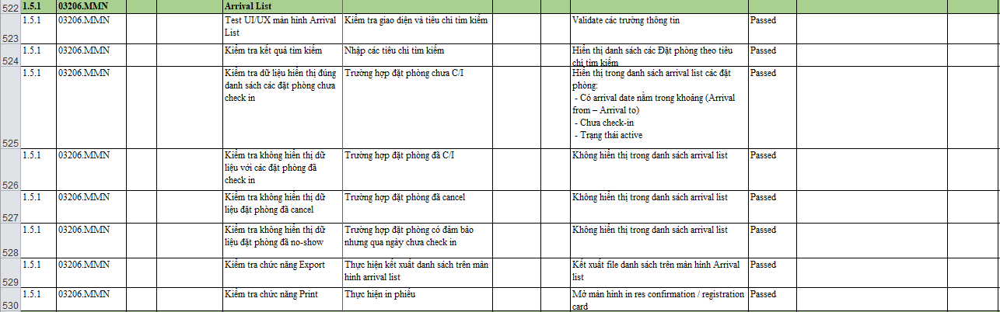 522 1.5.1 03206.MMN Arrival List
1.5.1 03206.MMN Test UI/UX màn hình Arrival Kiểm tra giao diện và tiêu chí tìm kiếm Validate các trường thông tin Passed
523 List
1.5.1 03206.MMN Kiểm tra kết quả tìm kiếm Nhập các tiêu chí tìm kiếm Hiển thị danh sách các Đặt phòng theo tiêu Passed
524 chí tìm kiếm
1.5.1 03206.MMN Kiểm tra dữ liệu hiển thị đúng Trường hợp đặt phòng chưa C/I Hiển thị trong danh sách arrival list các đặt Passed
danh sách các đặt phòng chưa phòng:
check in - Có arrival date nằm trong khoảng (Arrival
from – Arrival to)
- Chưa check-in
525 - Trạng thái active
1.5.1 03206.MMN Kiểm tra không hiển thị dữ Trường hợp đặt phòng đã C/I Không hiển thị trong danh sách arrival list Passed
liệu với các đặt phòng đã
526 check in
1.5.1 03206.MMN Kiểm tra không hiển thị dữ Trường hợp đặt phòng đã cancel Không hiển thị trong danh sách arrival list Passed
527 liệu đặt phòng đã cancel
1.5.1 03206.MMN Kiểm tra không hiển thị dữ Trường hợp đặt phòng có đảm bảo Không hiển thị trong danh sách arrival list Passed
528 liệu đặt phòng đã no-show nhưng qua ngày chưa check in
1.5.1 03206.MMN Kiểm tra chức năng Export Thực hiện kết xuất danh sách trên màn Kết xuất file danh sách trên màn hình Arrival Passed
529 hình arrival list list
1.5.1 03206.MMN Kiểm tra chức năng Print Thực hiện in phiếu Mở màn hình in res confirmation / registration Passed
530 card